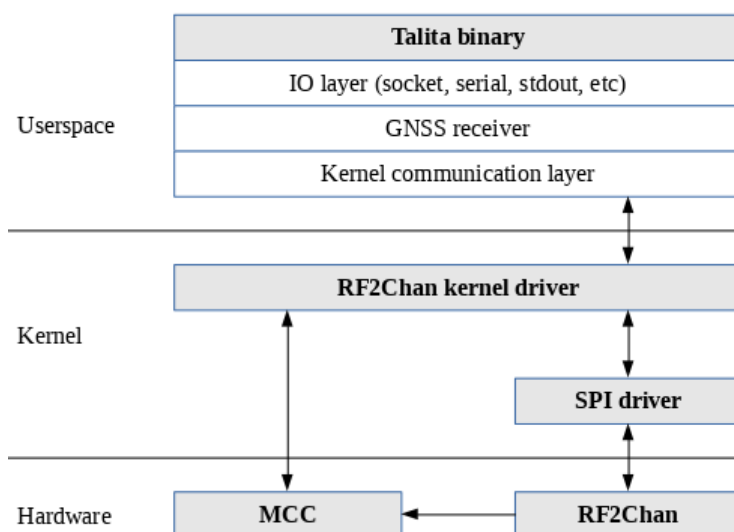 Talita binary
IO layer (socket, serial, stdout, etc)
Userspace
GNSS receiver
Kernel communication layer
RF2Chan kernel driver
Kernel
SPI driver
Hardware
MCC
RF2Chan